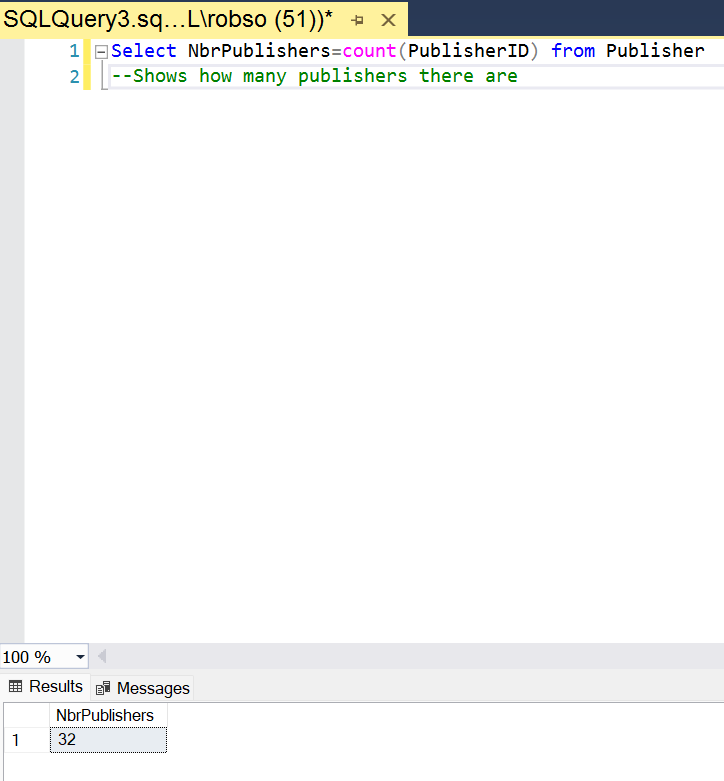 SQLQuery3.sq...L\robso (51))*
1 Select NbrPublishers=count(PublisherID) from Publisher
2 --Shows how many publishers there are
100 %
Results Messages
NbrPublishers
1 32